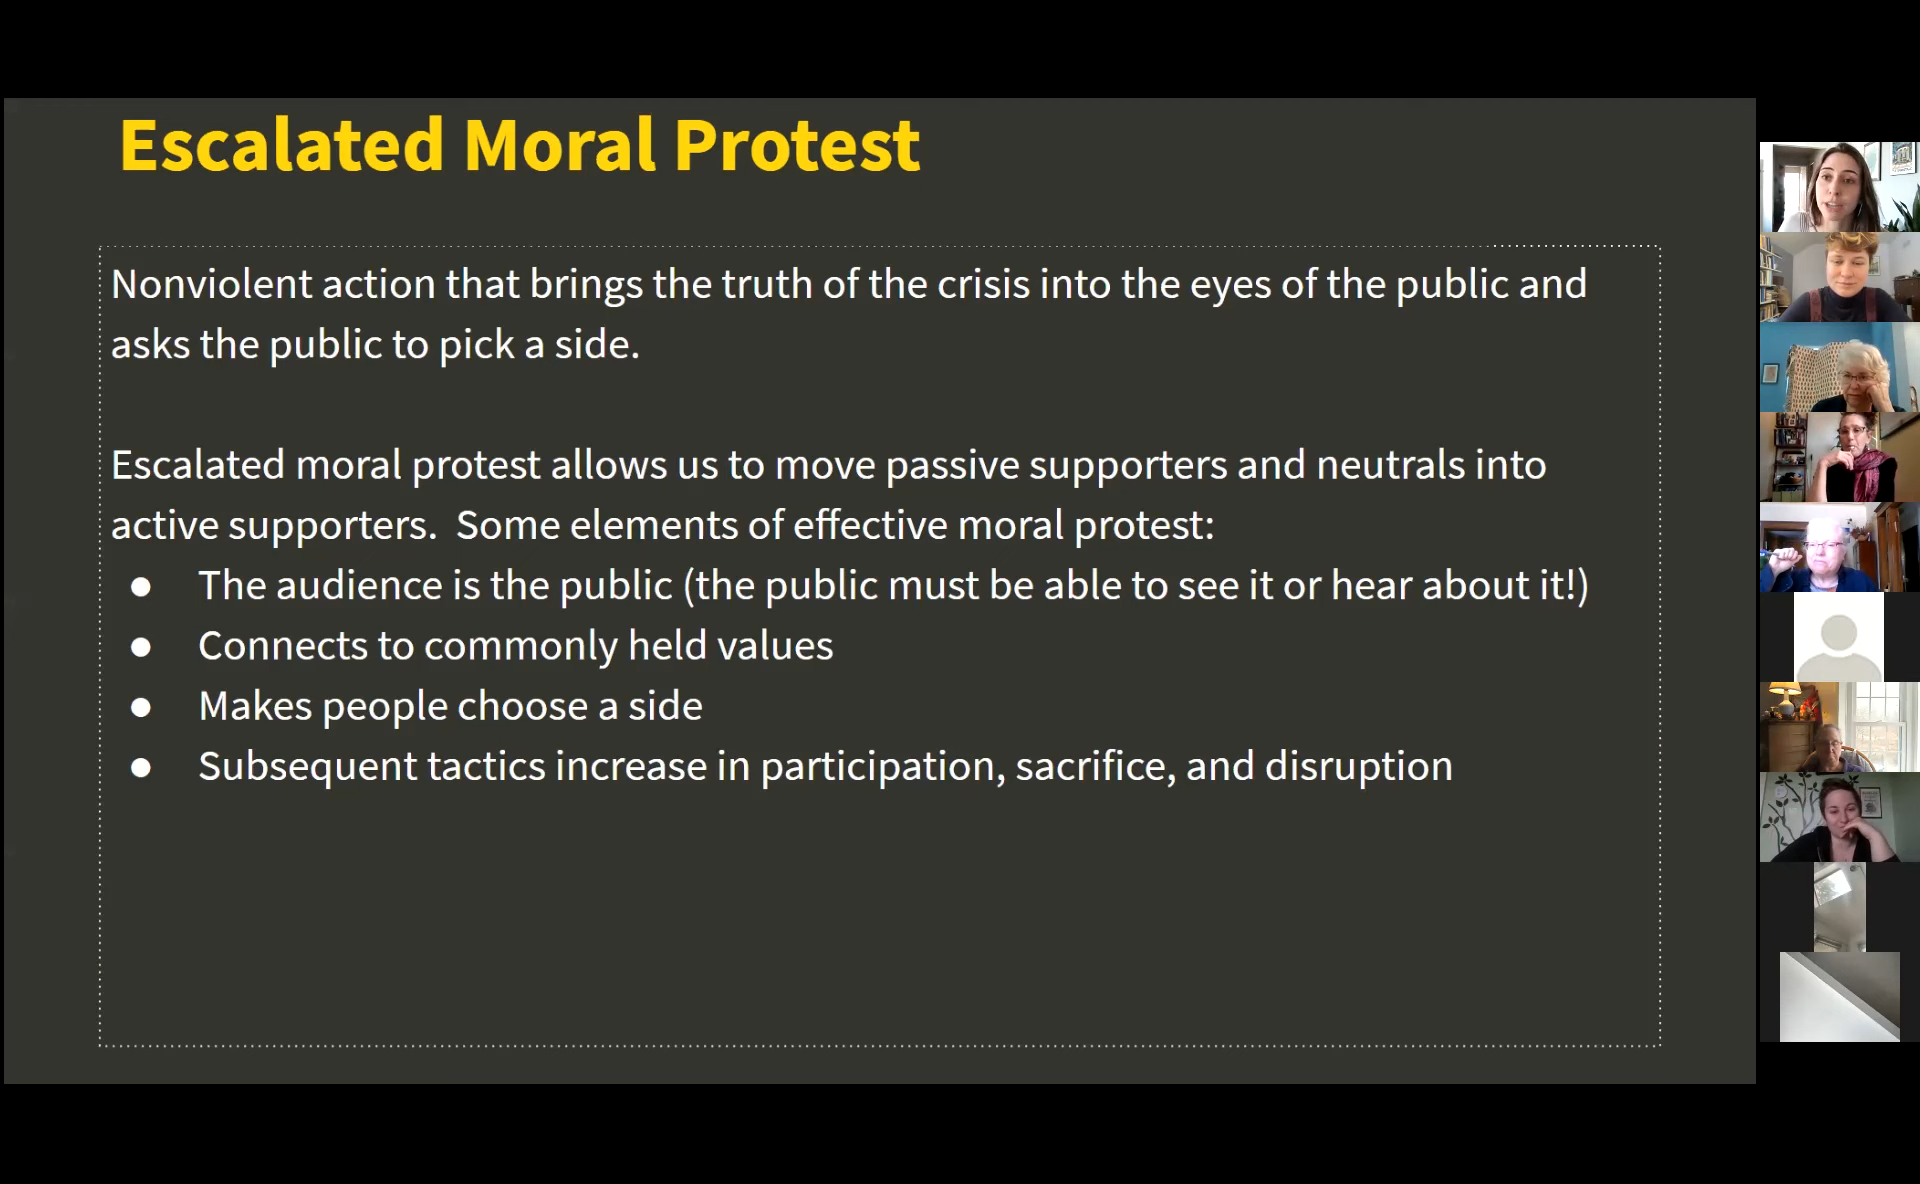 Escalated Moral Protest
Nonviolent action that brings the truth of the crisis into the eyes of the public and
asks the public to pick a side.
Escalated moral protest allows us to move passive supporters and neutrals into
active supporters.  Some elements of effective moral protest:
● The audience is the public (the public must be able to see it or hear about it!)
● Connects to commonly held values
● Makes people choose a side
● Subsequent tactics increase in participation, sacrifice, and disruption